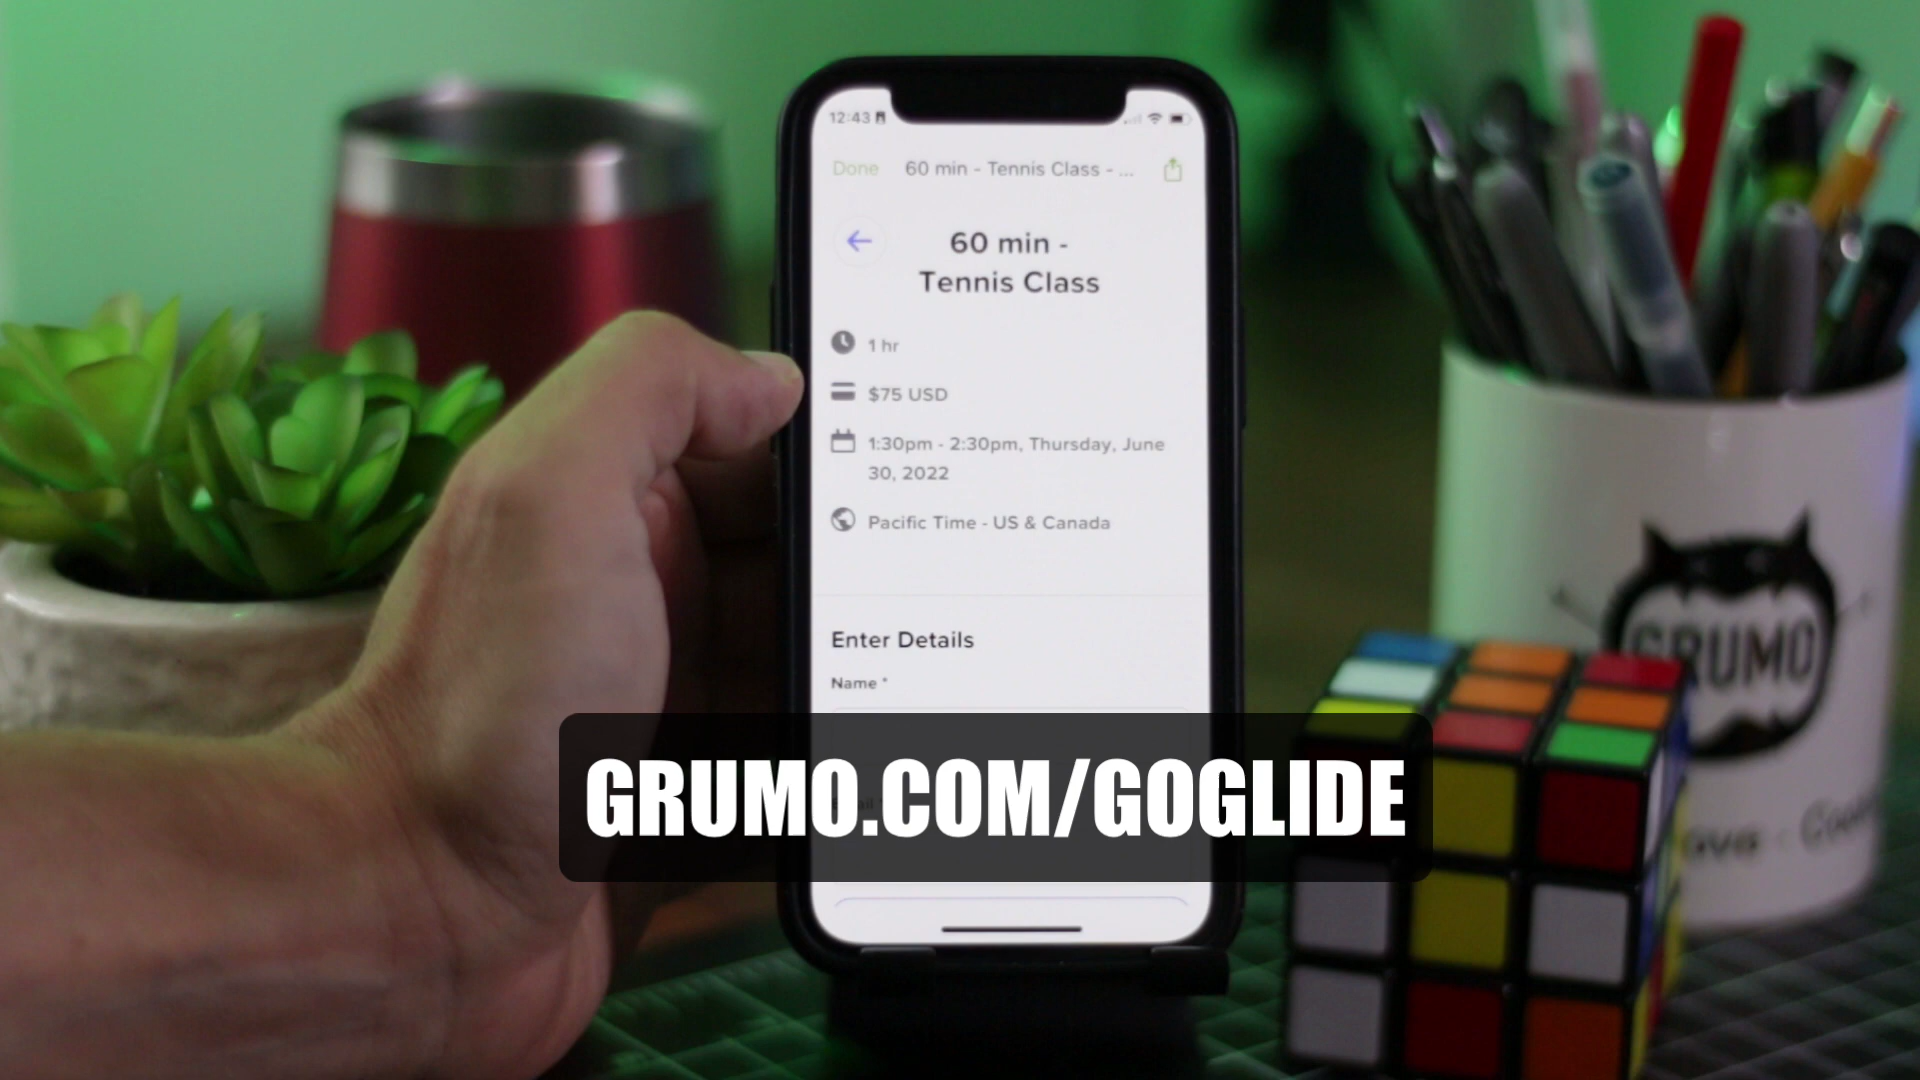 12:43
Done 60 min - Tennis Class - ...
60 min -
Tennis Class
1 hr
$75 USD
1:30pm - 2:30pm, Thursday, June
30, 2022
Pacific Time - US & Canada
Enter Details
Name *
GRUMO.COM/GOGLIDE
GRUMO